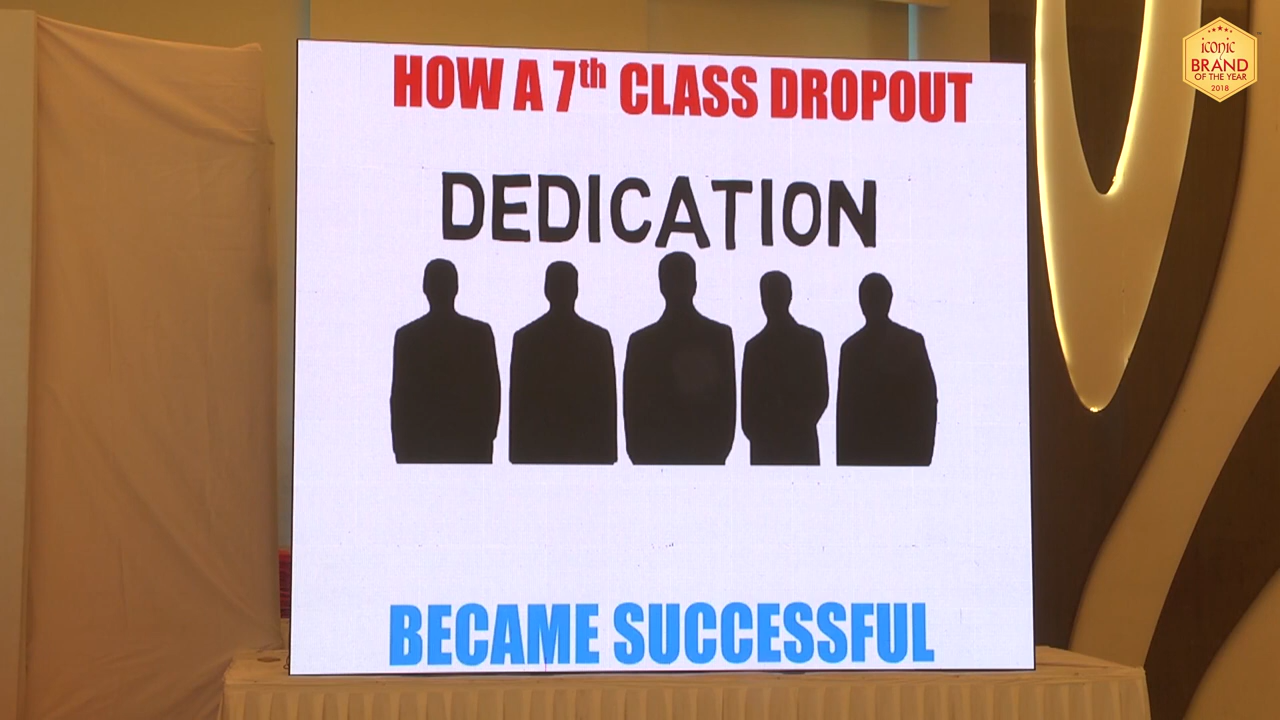 HOW A 7th CLASS DROPOUT
DEDICATION
BECAME SUCCESSFUL
iconic
BRAND
OF THE YEAR
2018